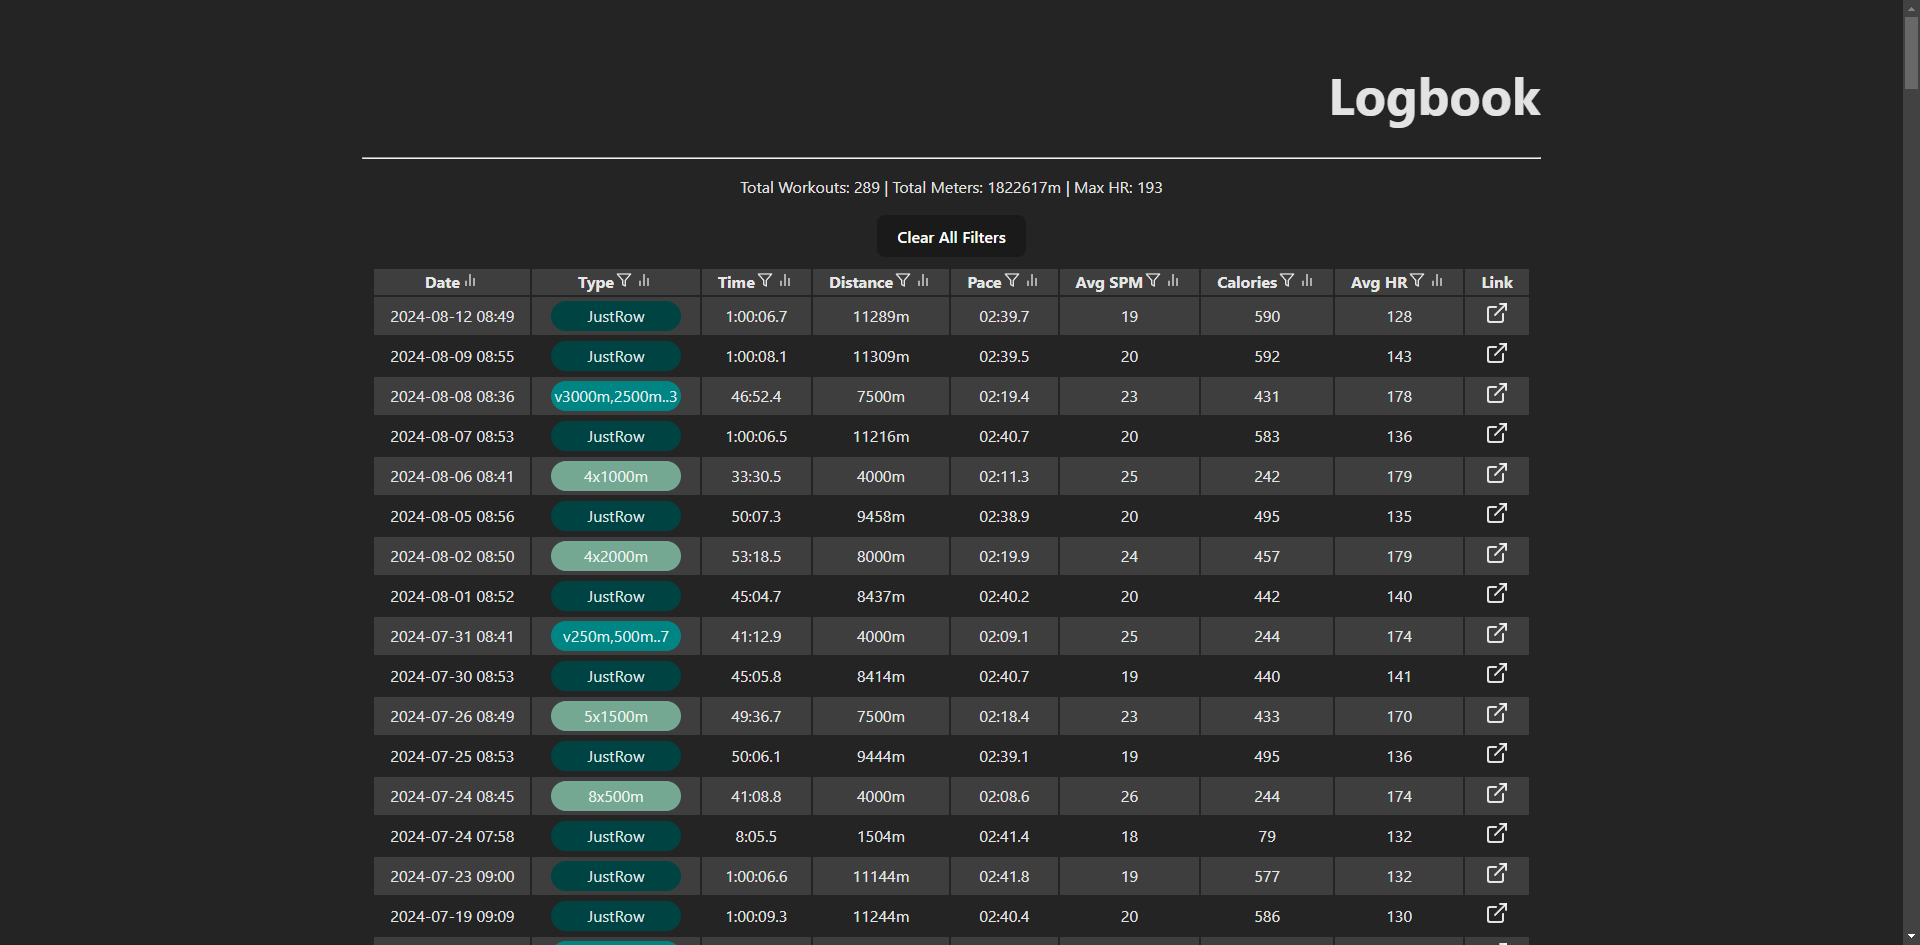 Logbook
Total Workouts: 289 | Total Meters: 1822617m | Max HR: 193
Clear All Filters
Date Type Time Distance Pace Avg SPM Calories Avg HR Link
2024-08-12 08:49 JustRow 1:00:06.7 11289m 02:39.7 19 590 128
2024-08-09 08:55 JustRow 1:00:08.1 11309m 02:39.5 20 592 143
2024-08-08 08:36 v3000m,2500m..3 46:52.4 7500m 02:19.4 23 431 178
2024-08-07 08:53 JustRow 1:00:06.5 11216m 02:40.7 20 583 136
2024-08-06 08:41 4x1000m 33:30.5 4000m 02:11.3 25 242 179
2024-08-05 08:56 JustRow 50:07.3 9458m 02:38.9 20 495 135
2024-08-02 08:50 4x2000m 53:18.5 8000m 02:19.9 24 457 179
2024-08-01 08:52 JustRow 45:04.7 8437m 02:40.2 20 442 140
2024-07-31 08:41 v250m,500m..7 41:12.9 4000m 02:09.1 25 244 174
2024-07-30 08:53 JustRow 45:05.8 8414m 02:40.7 19 440 141
2024-07-26 08:49 5x1500m 49:36.7 7500m 02:18.4 23 433 170
2024-07-25 08:53 JustRow 50:06.1 9444m 02:39.1 19 495 136
2024-07-24 08:45 8x500m 41:08.8 4000m 02:08.6 26 244 174
2024-07-24 07:58 JustRow 8:05.5 1504m 02:41.4 18 79 132
2024-07-23 09:00 JustRow 1:00:06.6 11144m 02:41.8 19 577 132
2024-07-19 09:09 JustRow 1:00:09.3 11244m 02:40.4 20 586 130